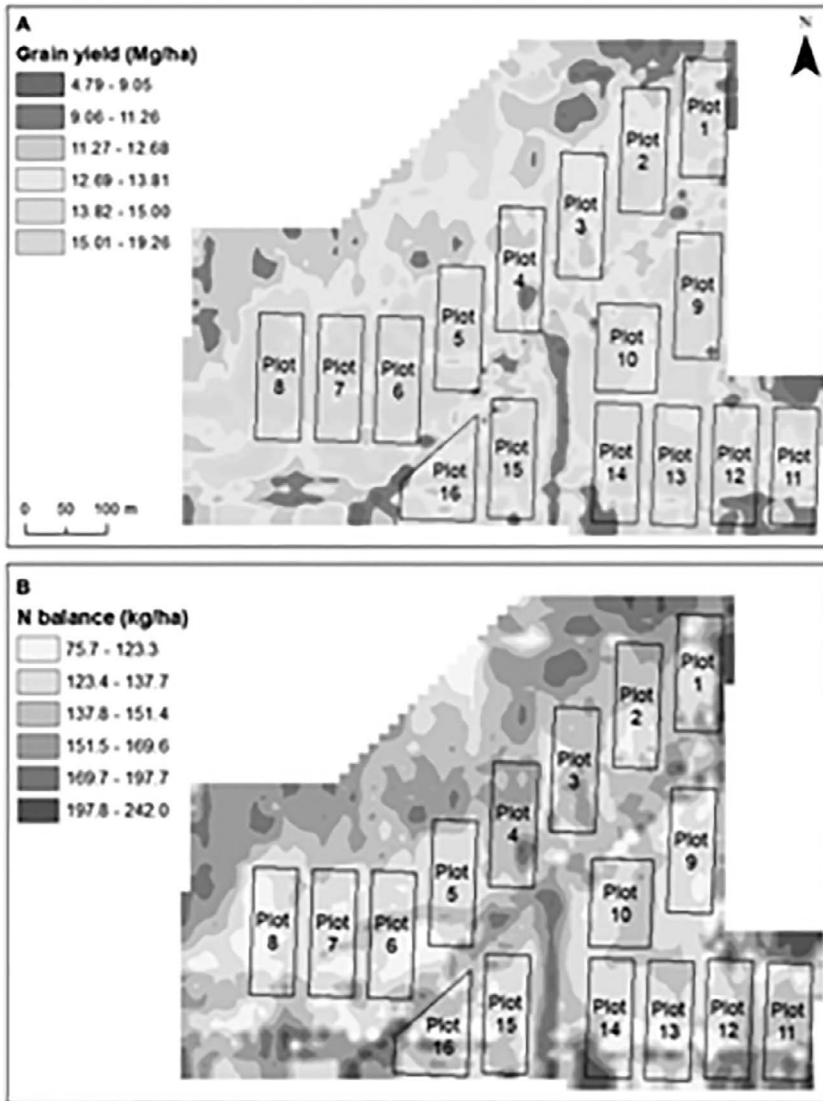 A
N
Grain yield (Mg/ha)
4.79 - 9.05
9.06 - 11.26
11.27 - 12.68
12.69 - 13.81
13.82 - 15.00
15.01 - 19.26
Plot
1
Plot
2
Plot
3
Plot
4
Plot
5
Plot
6
Plot
7
Plot
8
Plot
9
Plot
10
Plot
11
Plot
12
Plot
13
Plot
14
Plot
15
Plot
16
0 50 100 m
B
N balance (kg/ha)
75.7 - 123.3
123.4 - 137.7
137.8 - 151.4
151.5 - 169.6
169.7 - 197.7
197.8 - 242.0
Plot
1
Plot
2
Plot
3
Plot
4
Plot
5
Plot
6
Plot
7
Plot
8
Plot
9
Plot
10
Plot
11
Plot
12
Plot
13
Plot
14
Plot
15
Plot
16